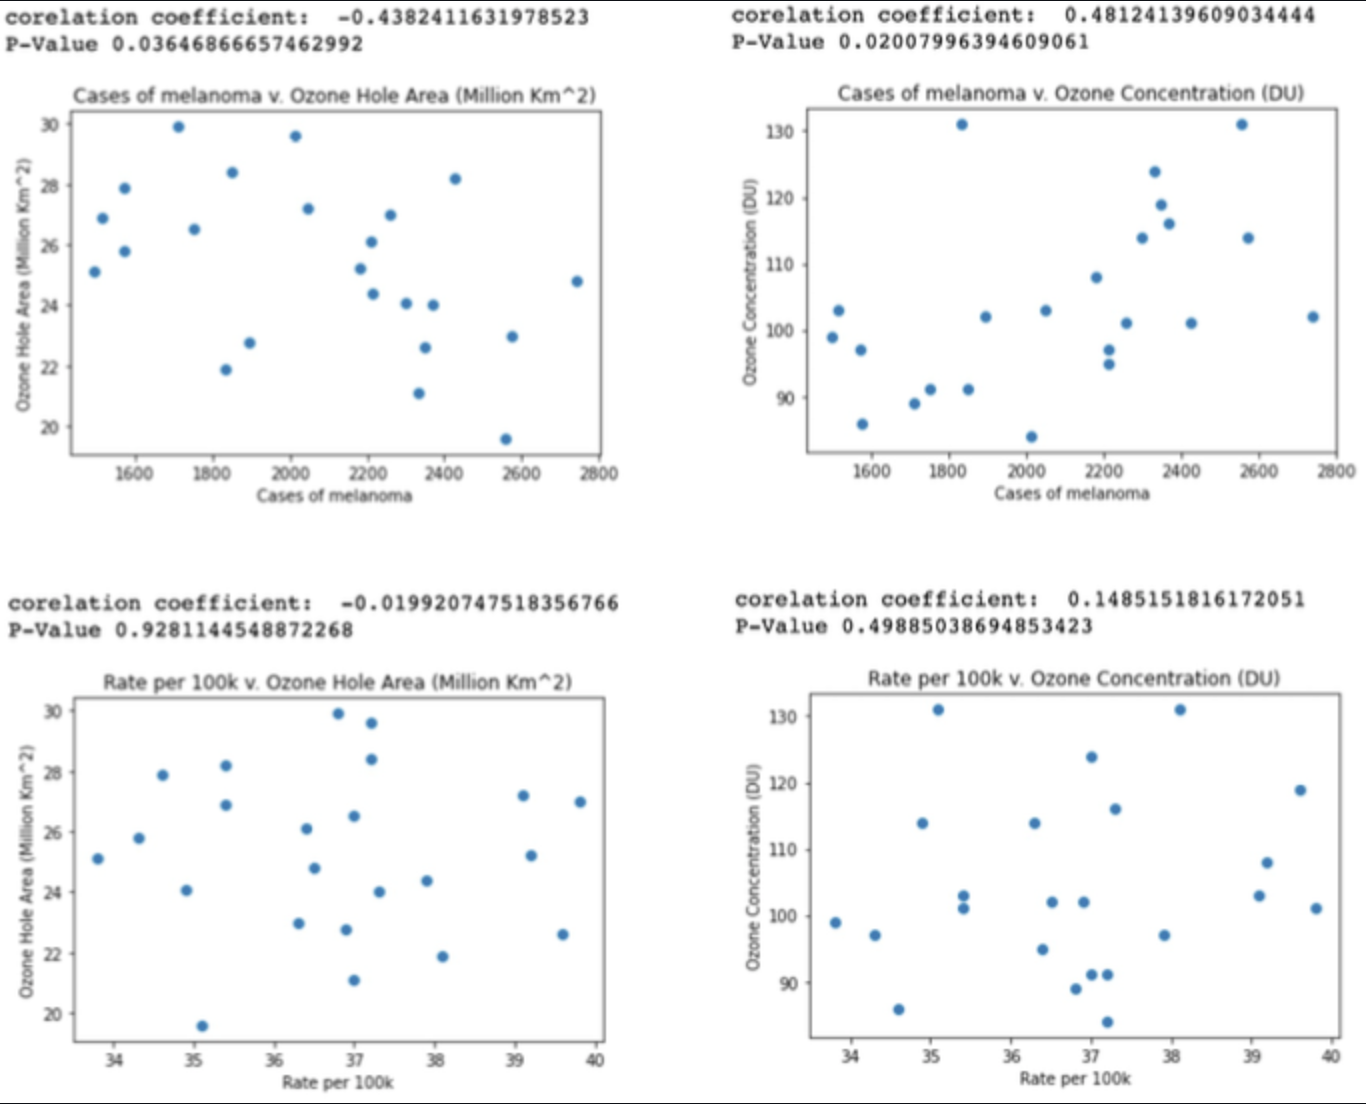 corelation coefficient:  -0.4382411631978523
P-Value 0.03646866657462992
Cases of melanoma v. Ozone Hole Area (Million Km^2)
Ozone Hole Area (Million Km^2)
30
28
26
24
22
20
1600 1800 2000 2200 2400 2600 2800
Cases of melanoma
corelation coefficient:  0.48124139609034444
P-Value 0.020079963946090​61
Cases of melanoma v. Ozone Concentration (DU)
Ozone Concentration (DU)
130
120
110
100
90
1600 1800 2000 2200 2400 2600 2800
Cases of melanoma
corelation coefficient:  -0.019920747518356766
P-Value 0.9281144548872268
Rate per 100k v. Ozone Hole Area (Million Km^2)
Ozone Hole Area (Million Km^2)
30
28
26
24
22
20
34 35 36 37 38 39 40
Rate per 100k
corelation coefficient:  0.1485151816172051
P-Value 0.49885038694853423
Rate per 100k v. Ozone Concentration (DU)
Ozone Concentration (DU)
130
120
110
100
90
34 35 36 37 38 39 40
Rate per 100k